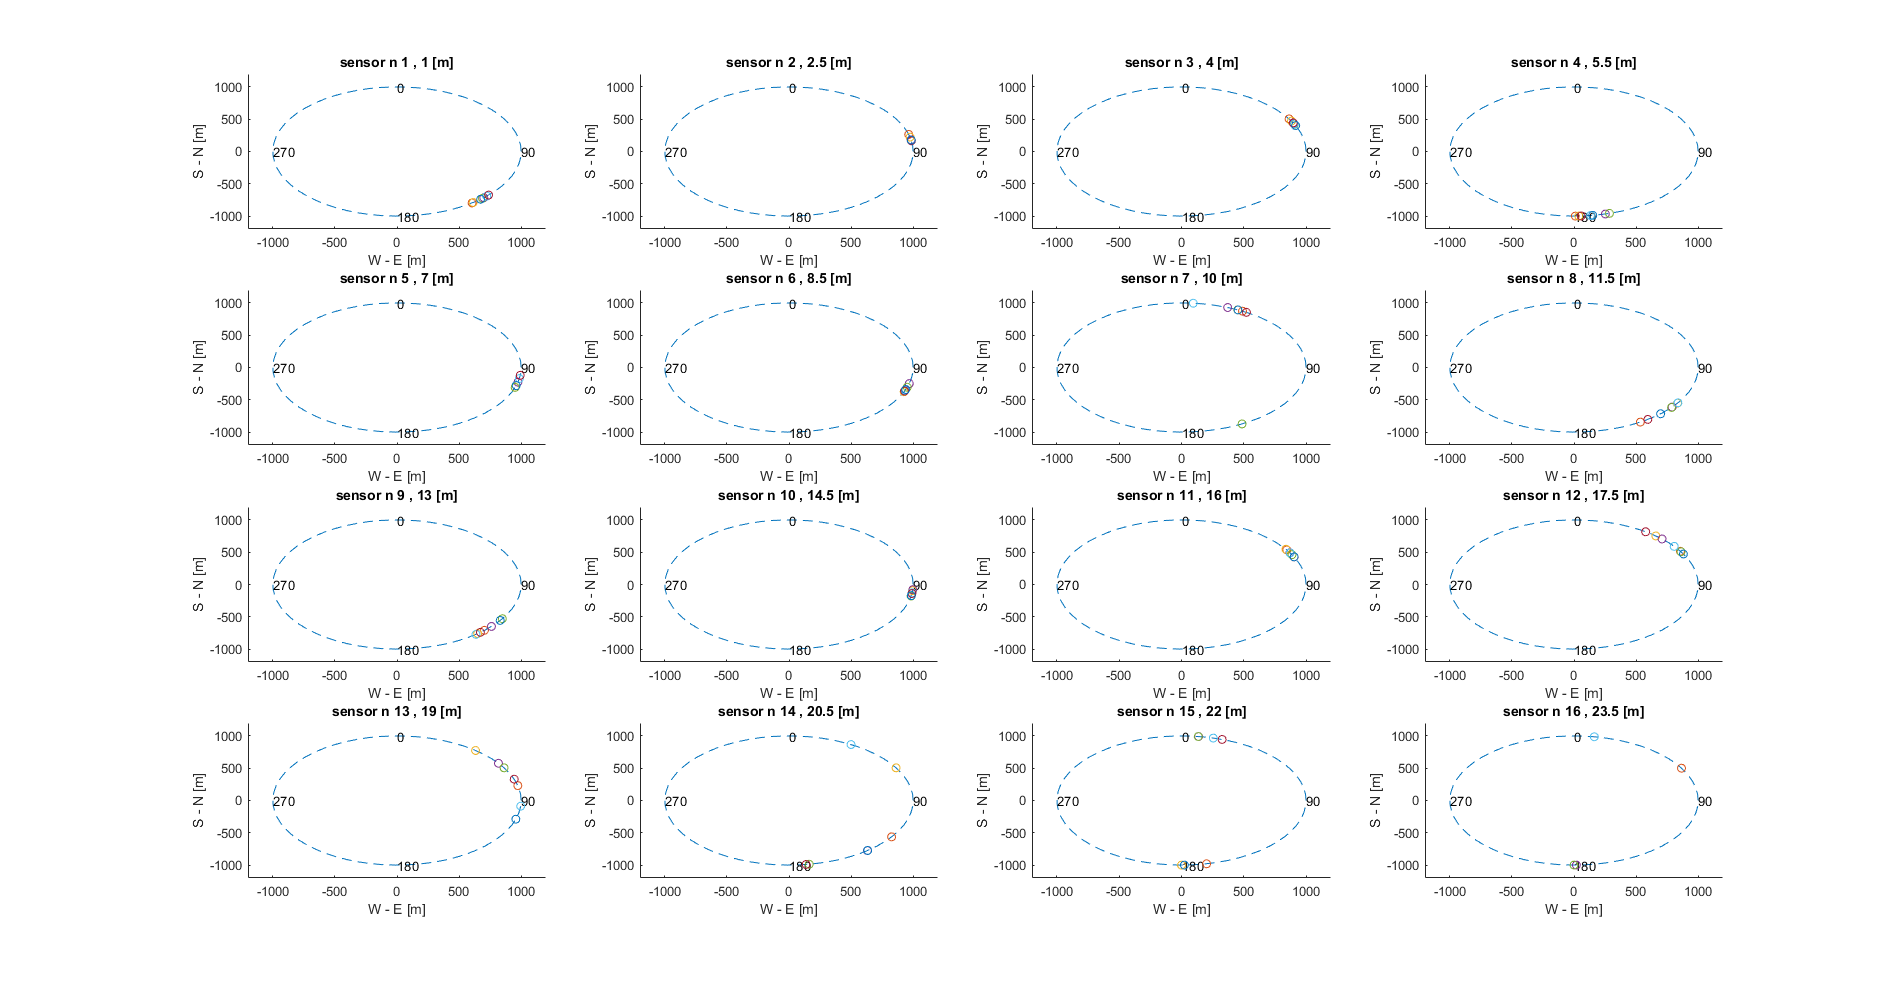 sensor n 1 , 1 [m] sensor n 2 , 2.5 [m] sensor n 3 , 4 [m] sensor n 4 , 5.5 [m]
1000 0 1000 0 1000 0 1000 0
500 500 500 500
0 270 90 0 270 90 0 270 90 0 270 90
-500 -500 -500 -500
-1000 180 -1000 180 -1000 180 -1000 180
S - N [m] S - N [m] S - N [m] S - N [m]
-1000 -500 0 500 1000 -1000 -500 0 500 1000 -1000 -500 0 500 1000 -1000 -500 0 500 1000
W - E [m] W - E [m] W - E [m] W - E [m]
sensor n 5 , 7 [m] sensor n 6 , 8.5 [m] sensor n 7 , 10 [m] sensor n 8 , 11.5 [m]
1000 0 1000 0 1000 0 1000 0
500 500 500 500
0 270 90 0 270 90 0 270 90 0 270 90
-500 -500 -500 -500
-1000 180 -1000 180 -1000 180 -1000 180
S - N [m] S - N [m] S - N [m] S - N [m]
-1000 -500 0 500 1000 -1000 -500 0 500 1000 -1000 -500 0 500 1000 -1000 -500 0 500 1000
W - E [m] W - E [m] W - E [m] W - E [m]
sensor n 9 , 13 [m] sensor n 10 , 14.5 [m] sensor n 11 , 16 [m] sensor n 12 , 17.5 [m]
1000 0 1000 0 1000 0 1000 0
500 500 500 500
0 270 90 0 270 90 0 270 90 0 270 90
-500 -500 -500 -500
-1000 180 -1000 180 -1000 180 -1000 180
S - N [m] S - N [m] S - N [m] S - N [m]
-1000 -500 0 500 1000 -1000 -500 0 500 1000 -1000 -500 0 500 1000 -1000 -500 0 500 1000
W - E [m] W - E [m] W - E [m] W - E [m]
sensor n 13 , 19 [m] sensor n 14 , 20.5 [m] sensor n 15 , 22 [m] sensor n 16 , 23.5 [m]
1000 0 1000 0 1000 0 1000 0
500 500 500 500
0 270 90 0 270 90 0 270 90 0 270 90
-500 -500 -500 -500
-1000 180 -1000 180 -1000 180 -1000 180
S - N [m] S - N [m] S - N [m] S - N [m]
-1000 -500 0 500 1000 -1000 -500 0 500 1000 -1000 -500 0 500 1000 -1000 -500 0 500 1000
W - E [m] W - E [m] W - E [m] W - E [m]